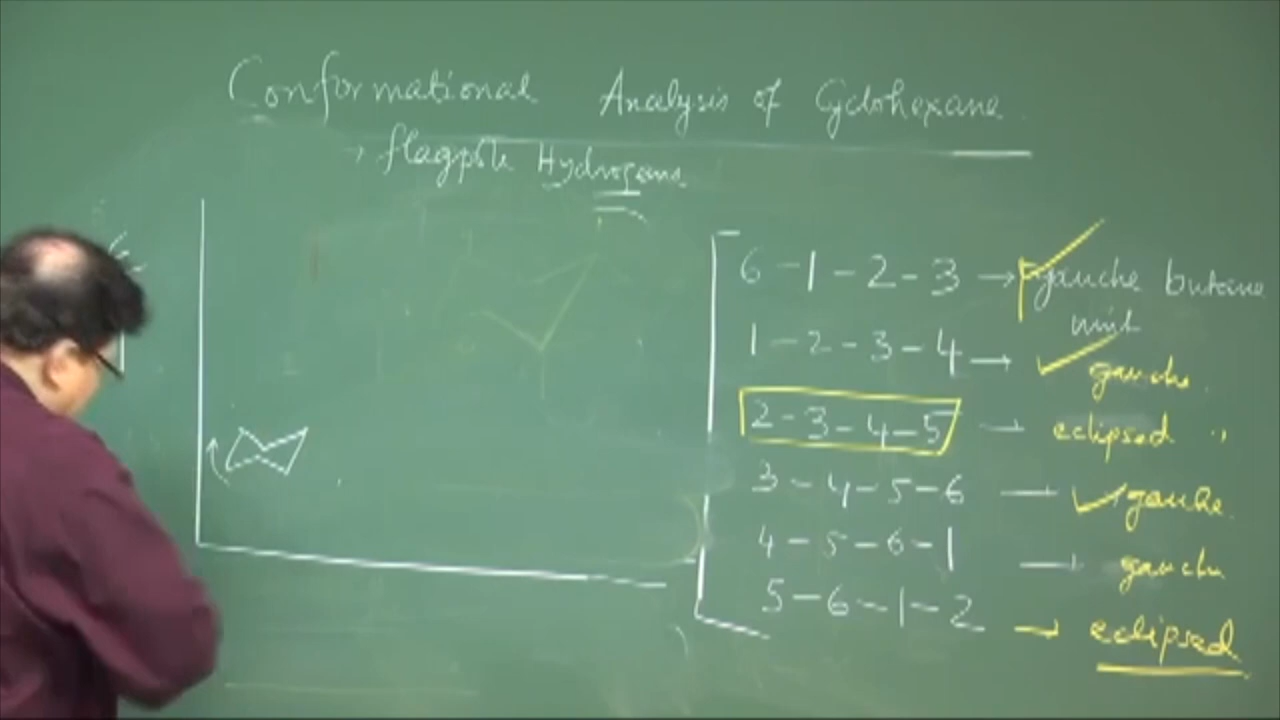 Conformational Analysis of Cyclohexane
→ flagpole Hydrogens
6-1-2-3 → gauche butane
unit
1-2-3-4 → gauche.
2-3-4-5 → eclipsed "
3-4-5-6 → gauche.
4-5-6-1 → gauche
5-6-1-2 → eclipsed